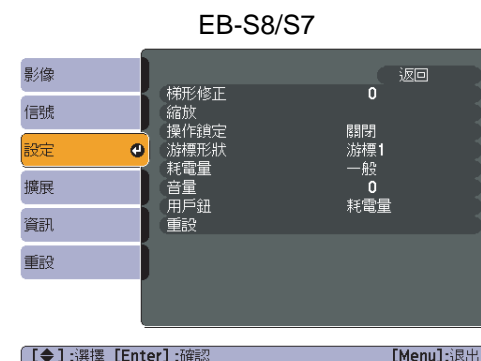 EB-S8/S7
影像
信號
設定
擴展
資訊
重設
返回
梯形修正 0
縮放
操作鎖定 關閉
游標形狀 游標1
耗電量 一般
音量 0
用戶鈕 耗電量
重設
[◆]:選擇 [Enter]:確認 [Menu]:退出